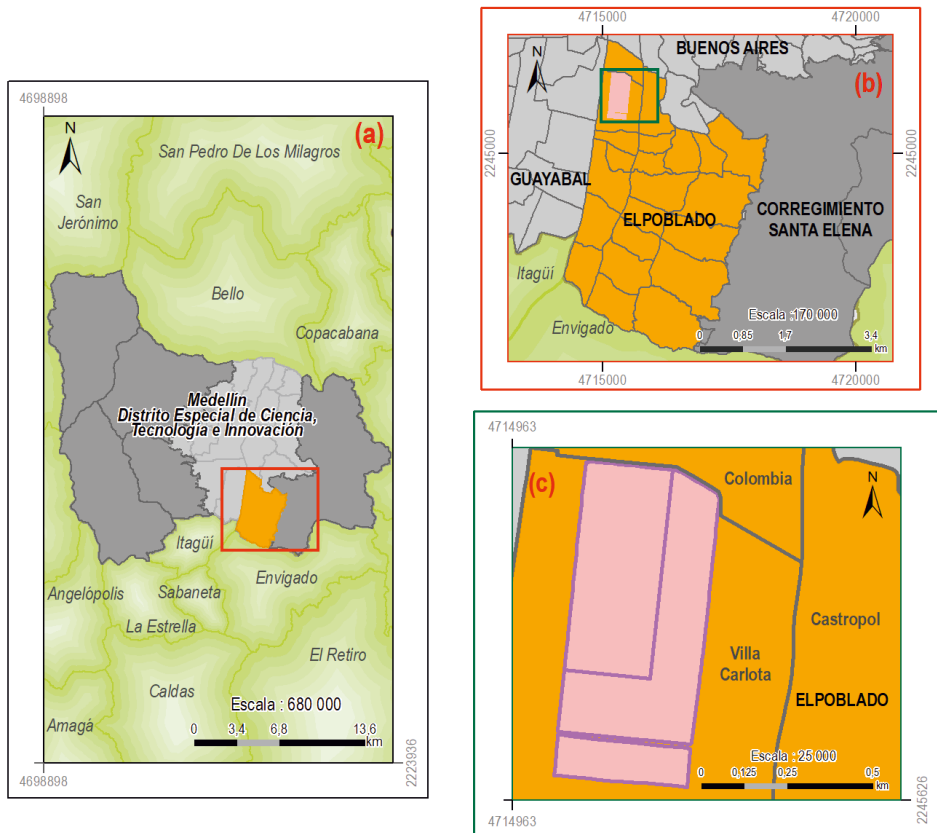 4698898
N
(a)
San Pedro De Los Milagros
San
Jerónimo
Bello
Copacabana
Medellín
Distrito Especial de Ciencia,
Tecnología e Innovación
Itagüí
Envigado
Angelópolis
Sabaneta
La Estrella
El Retiro
Caldas
Amagá
Escala : 680 000
0 3,4 6,8 13,6
km
4698898
2223936
4715000 4720000
N
BUENOS AIRES
(b)
2245000
2245000
GUAYABAL
ELPOBLADO
CORREGIMIENTO
SANTA ELENA
Itagüí
Envigado
Escala :170 000
0 0,85 1,7 3,4
km
4715000 4720000
4714963
(c)
Colombia
N
Castropol
Villa
Carlota
ELPOBLADO
Escala : 25 000
0 0,125 0,25 0,5
km
4714963
2245626